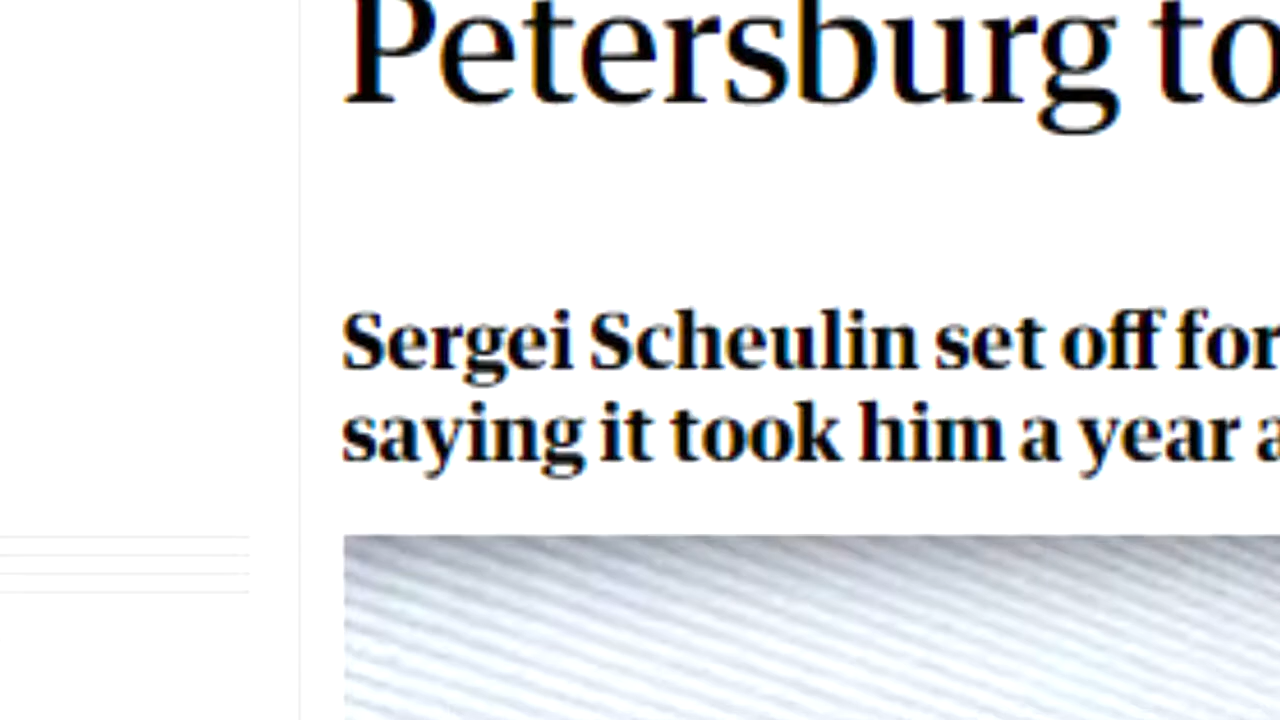 Petersburg to
Sergei Scheulin set off for
saying it took him a year a